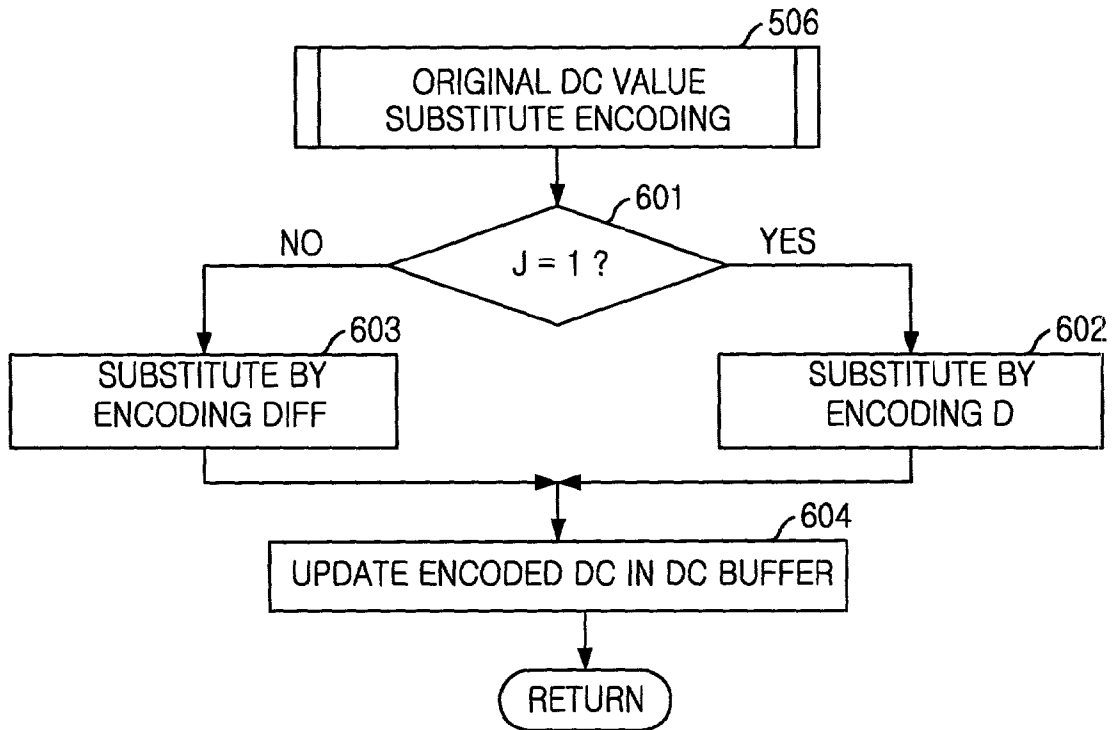 506
ORIGINAL DC VALUE
SUBSTITUTE ENCODING
601
J = 1 ?
NO
YES
603
SUBSTITUTE BY
ENCODING DIFF
602
SUBSTITUTE BY
ENCODING D
604
UPDATE ENCODED DC IN DC BUFFER
RETURN